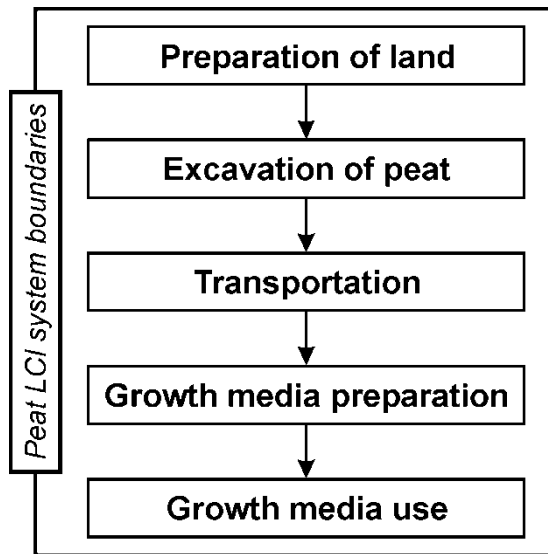 Peat LCI system boundaries
Preparation of land
Excavation of peat
Transportation
Growth media preparation
Growth media use